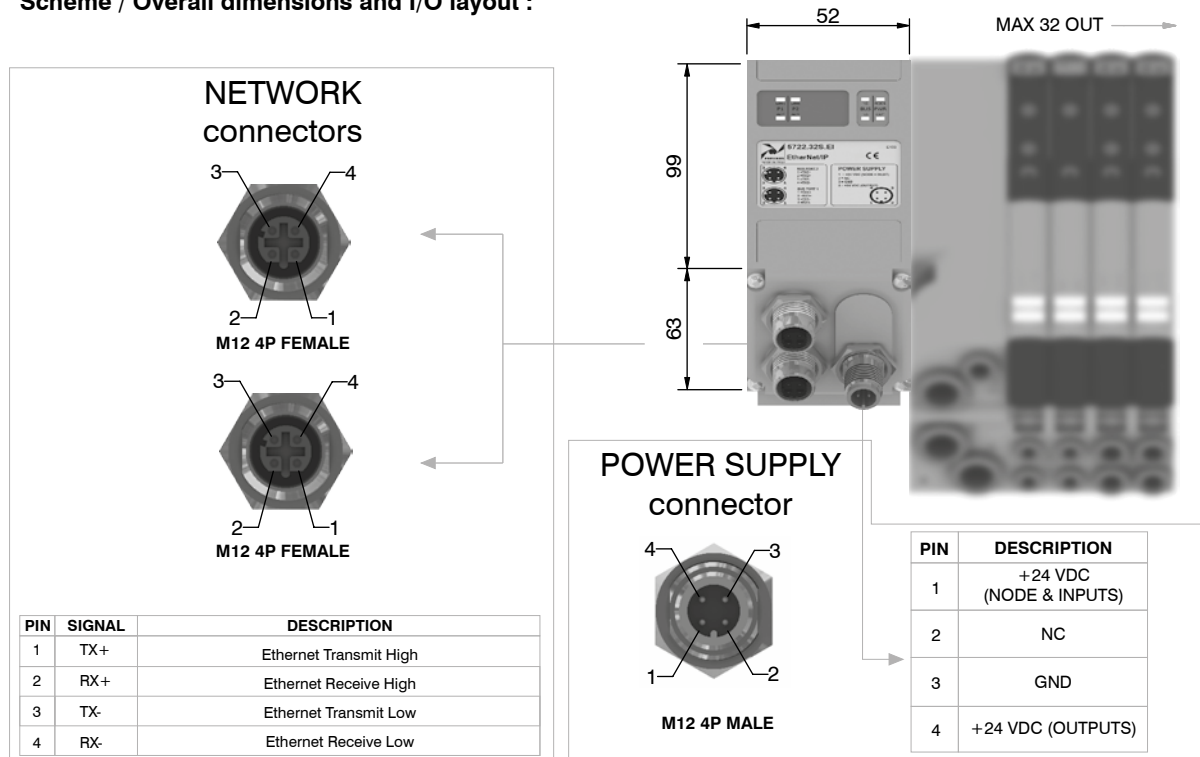 Scheme / Overall dimensions and I/O layout :
52
MAX 32 OUT
99
63
5722.32S.EI
EtherNet/IP
CE
POWER SUPPLY
NETWORK
connectors
3
4
2
1
M12 4P FEMALE
3
4
2
1
M12 4P FEMALE
PIN SIGNAL DESCRIPTION
1 TX+ Ethernet Transmit High
2 RX+ Ethernet Receive High
3 TX- Ethernet Transmit Low
4 RX- Ethernet Receive Low
POWER SUPPLY
connector
4
3
1
2
M12 4P MALE
PIN DESCRIPTION
1 +24 VDC
(NODE & INPUTS)
2 NC
3 GND
4 +24 VDC (OUTPUTS)